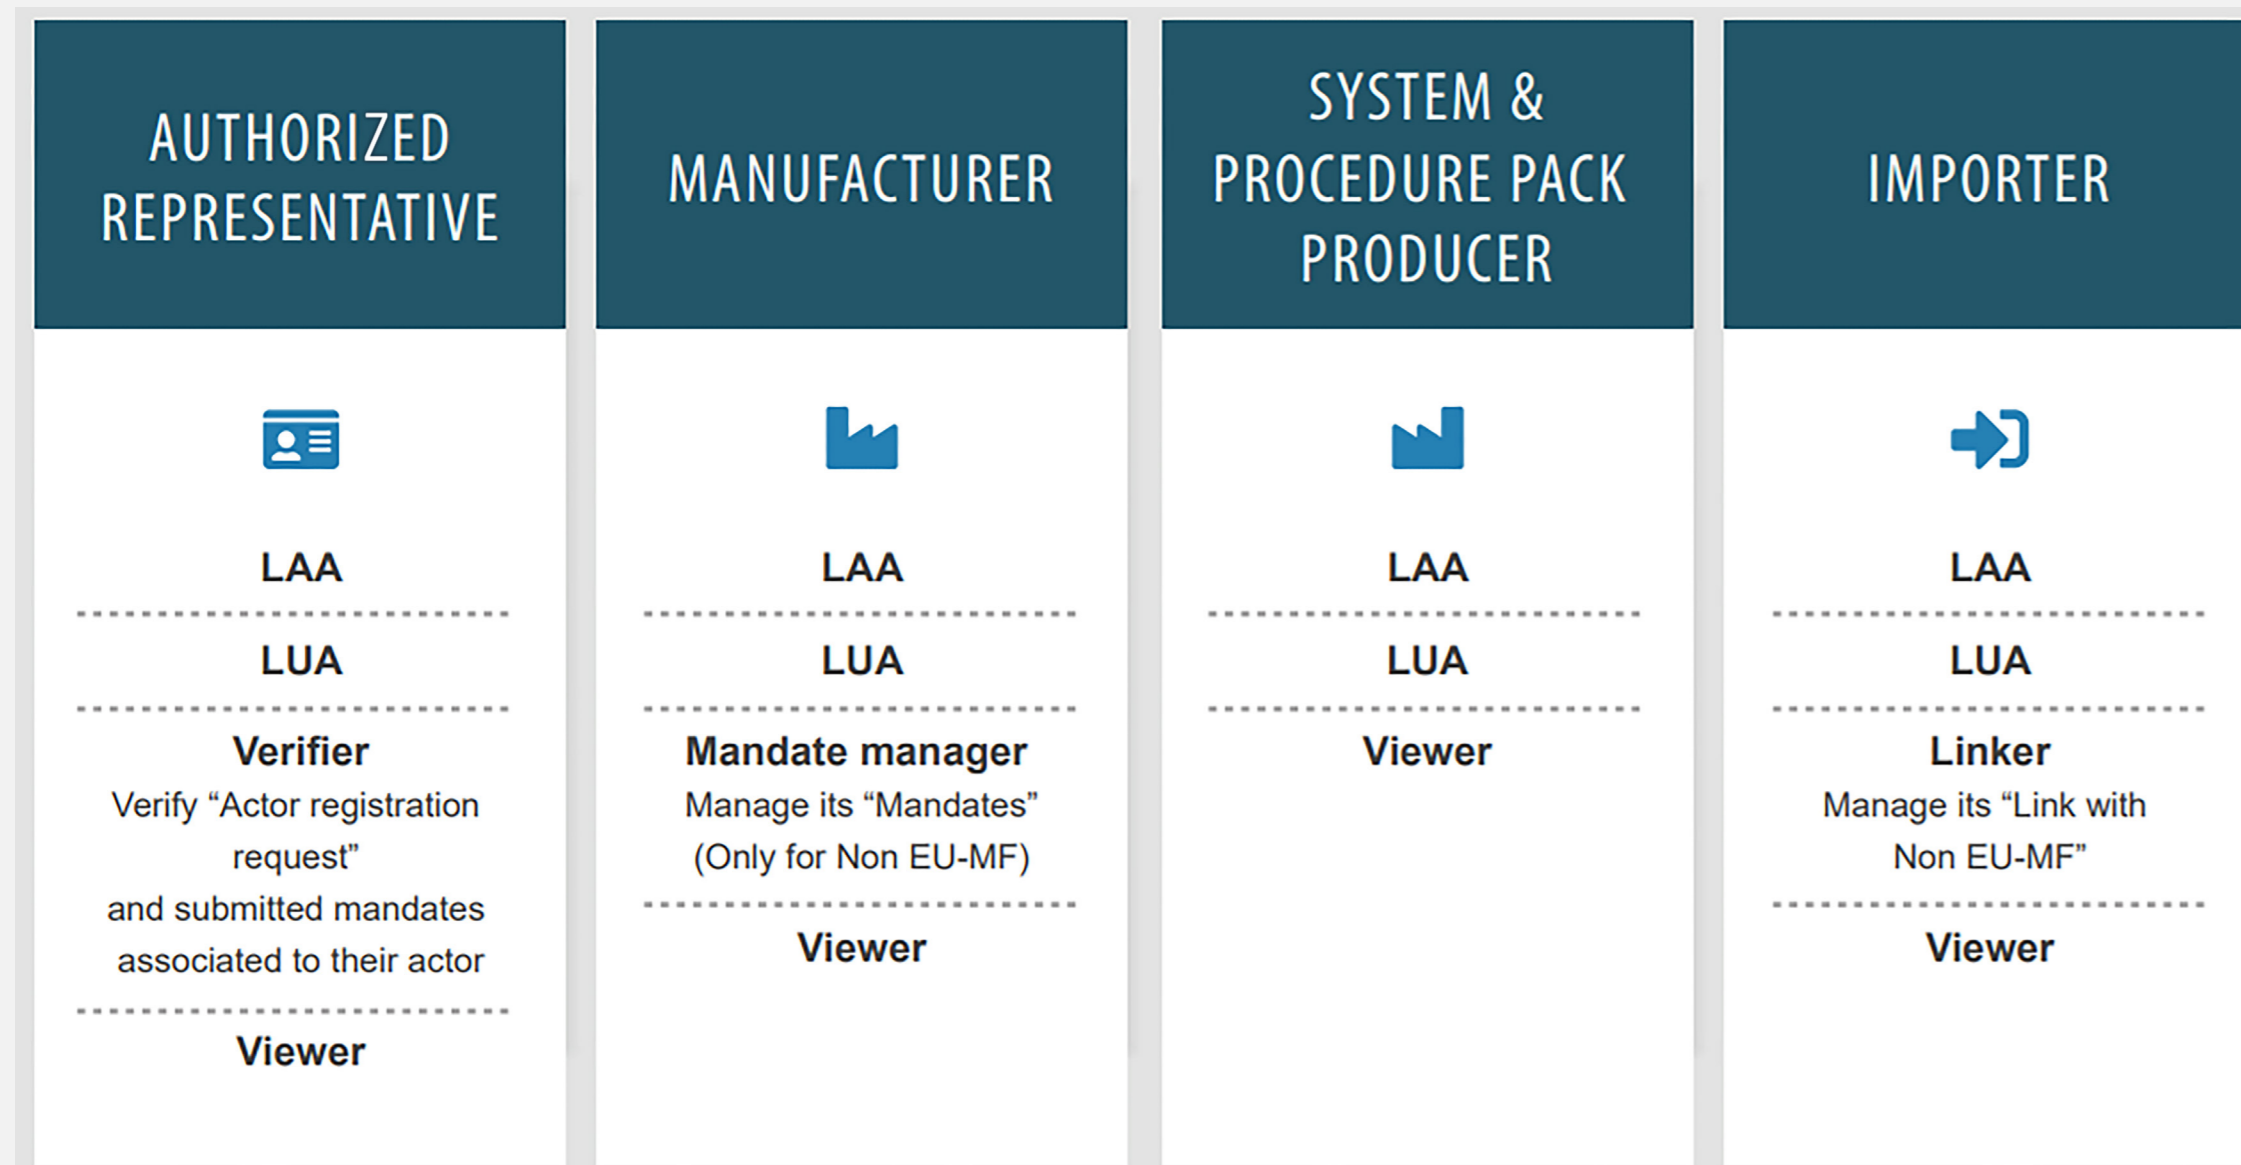 AUTHORIZED
REPRESENTATIVE
LAA
LUA
Verifier
Verify “Actor registration
request”
and submitted mandates
associated to their actor
Viewer
MANUFACTURER
LAA
LUA
Mandate manager
Manage its “Mandates”
(Only for Non EU-MF)
Viewer
SYSTEM &
PROCEDURE PACK
PRODUCER
LAA
LUA
Viewer
IMPORTER
LAA
LUA
Linker
Manage its “Link with
Non EU-MF”
Viewer